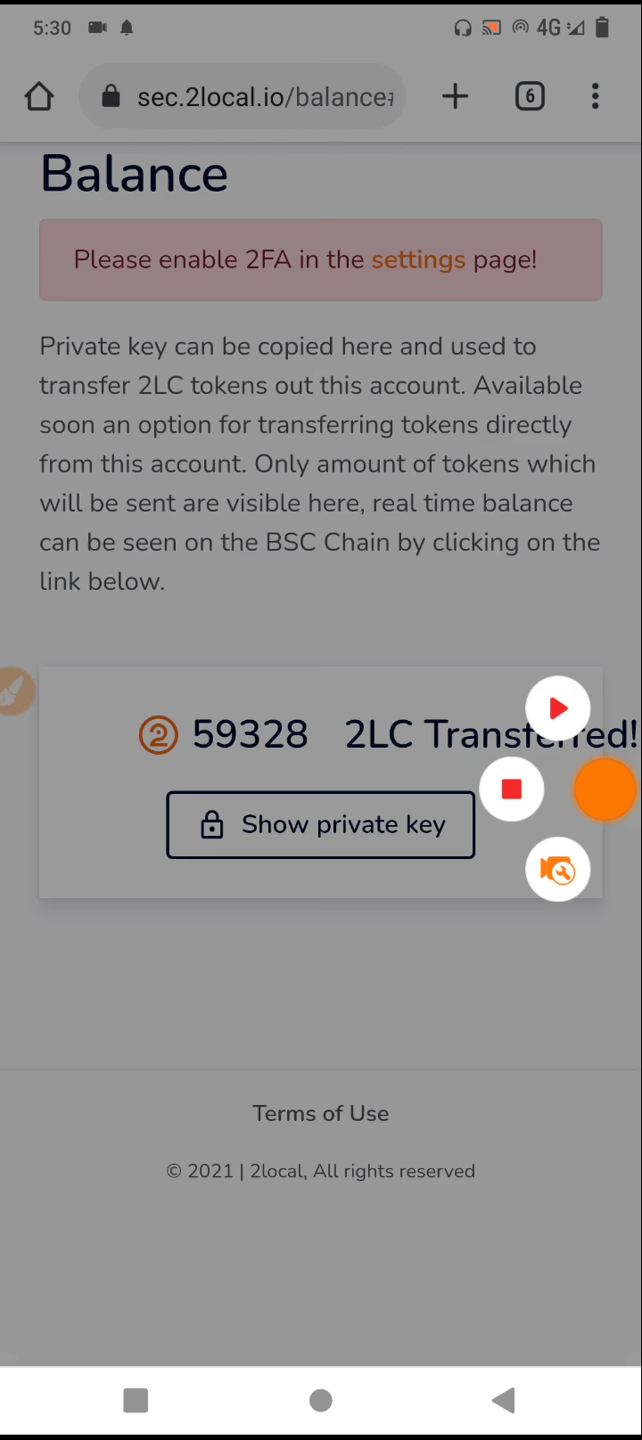 5:30 4G
sec.2local.io/balance 6
Balance
Please enable 2FA in the settings page!
Private key can be copied here and used to
transfer 2LC tokens out this account. Available
soon an option for transferring tokens directly
from this account. Only amount of tokens which
will be sent are visible here, real time balance
can be seen on the BSC Chain by clicking on the
link below.
2 59328 2LC Transferred!
Show private key
Terms of Use
© 2021 | 2local, All rights reserved